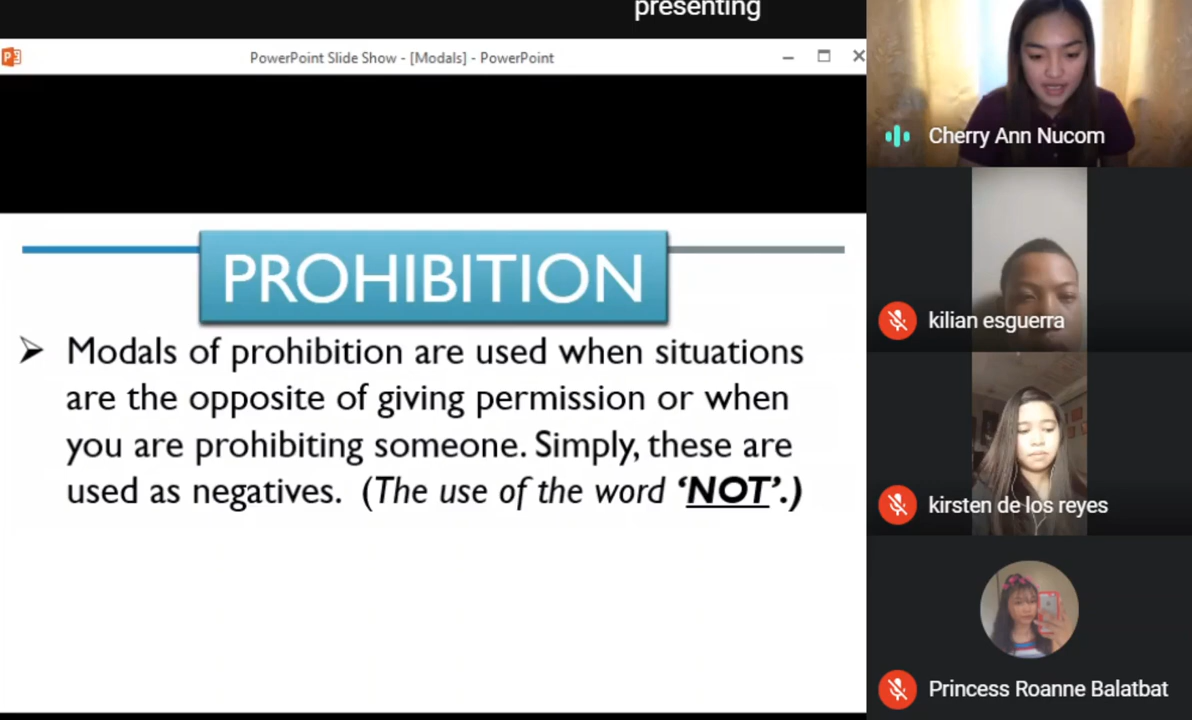 presenting
PowerPoint Slide Show - [Modals] - PowerPoint
PROHIBITION
➤ Modals of prohibition are used when situations
are the opposite of giving permission or when
you are prohibiting someone. Simply, these are
used as negatives. (The use of the word ‘NOT’.)
Cherry Ann Nucom
kilian esguerra
kirsten de los reyes
Princess Roanne Balatbat